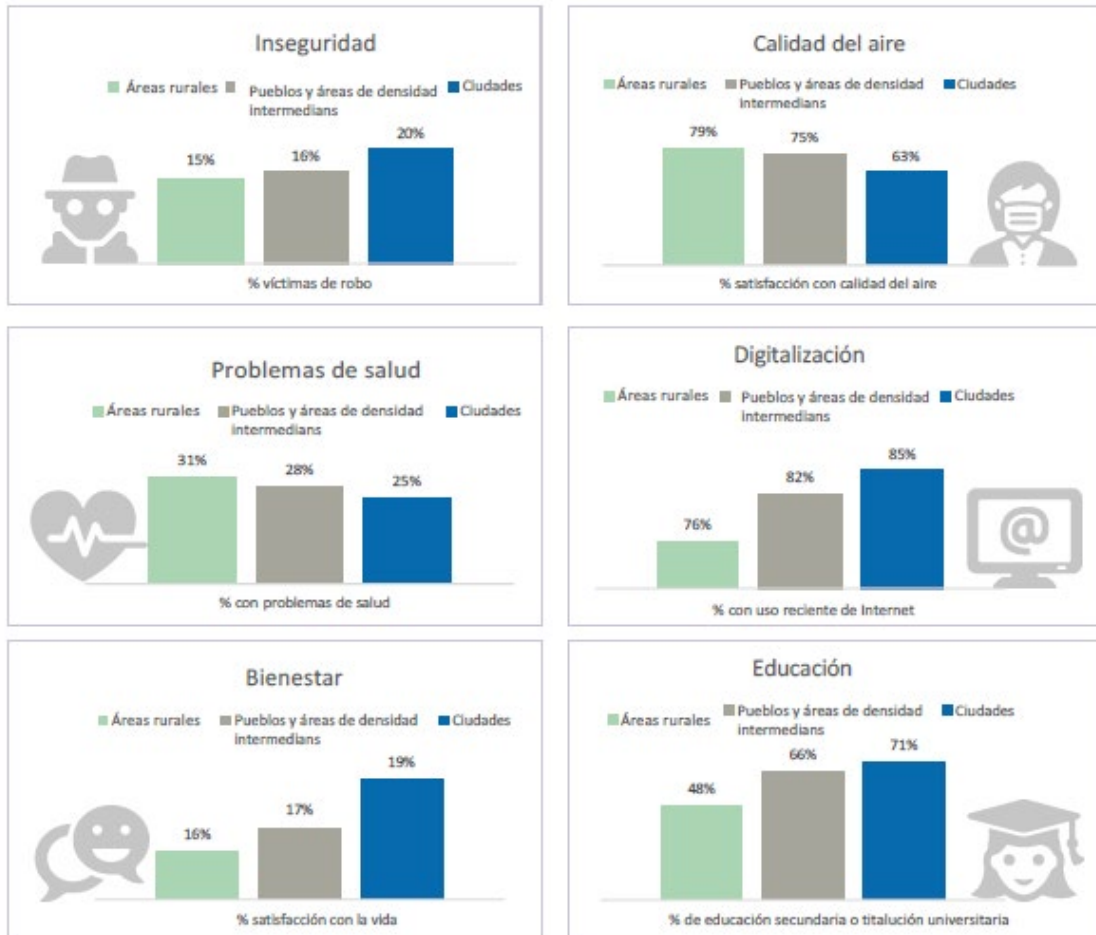 Inseguridad
Áreas rurales
Pueblos y áreas de densidad
intermedians
Ciudades
15%
16%
20%
% víctimas de robo
Calidad del aire
Áreas rurales
Pueblos y áreas de densidad
intermedians
Ciudades
79%
75%
63%
% satisfacción con calidad del aire
Problemas de salud
Áreas rurales
Pueblos y áreas de densidad
intermedians
Ciudades
31%
28%
25%
% con problemas de salud
Digitalización
Áreas rurales
Pueblos y áreas de densidad
intermedians
Ciudades
76%
82%
85%
@
% con uso reciente de Internet
Bienestar
Áreas rurales
Pueblos y áreas de densidad
intermedians
Ciudades
16%
17%
19%
% satisfacción con la vida
Educación
Áreas rurales
Pueblos y áreas de densidad
intermedians
Ciudades
48%
66%
71%
% de educación secundaria o titalución universitaria